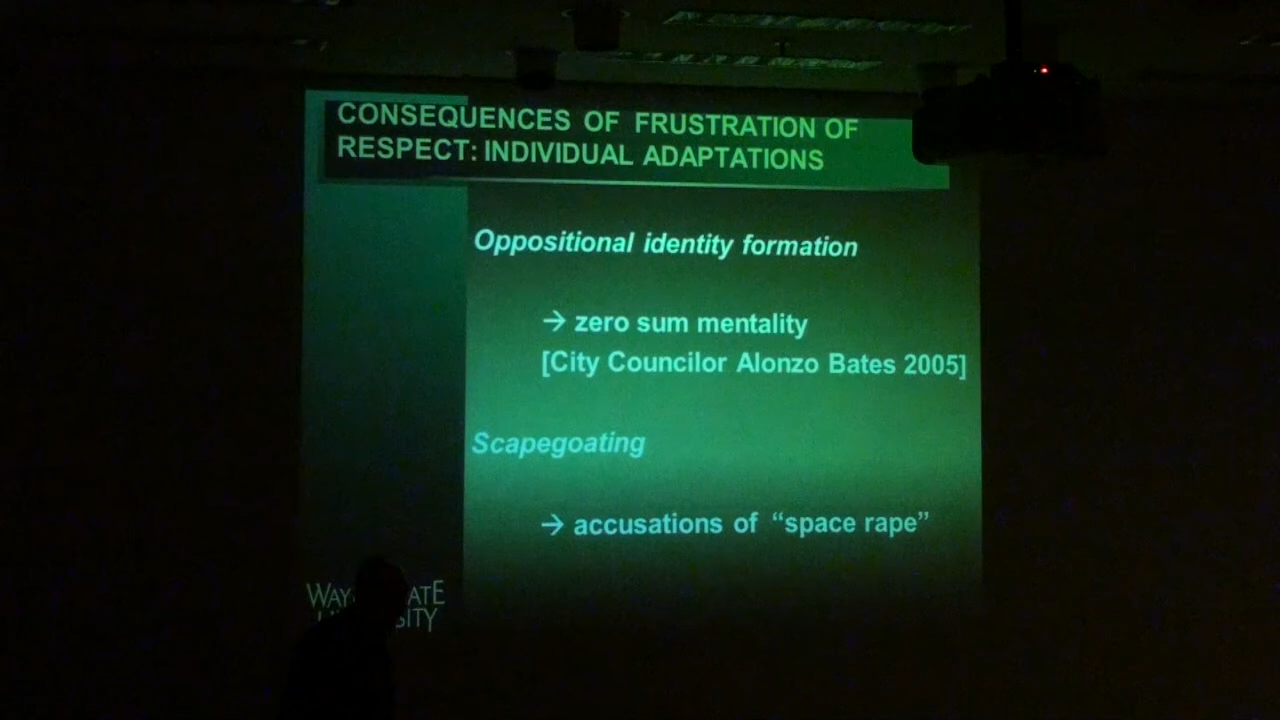 CONSEQUENCES OF FRUSTRATION OF
RESPECT: INDIVIDUAL ADAPTATIONS
Oppositional identity formation
→ zero sum mentality
[City Councilor Alonzo Bates 2005]
Scapegoating
→ accusations of “space rape”